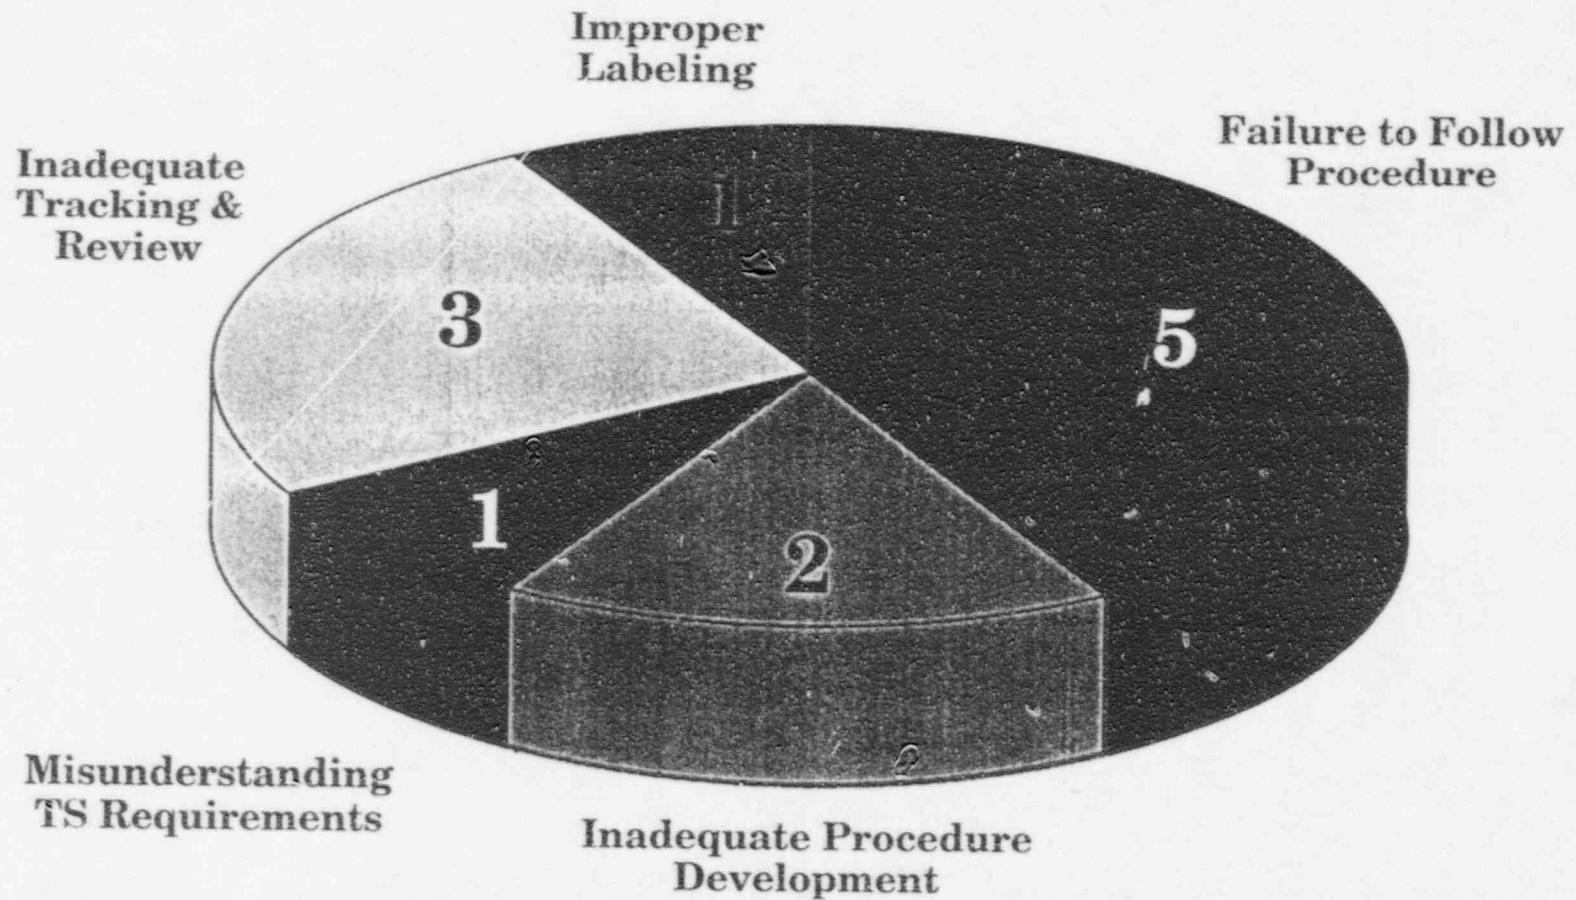 Improper
Labeling
Failure to Follow
Procedure
Inadequate
Tracking &
Review
1
5
3
1
2
Misunderstanding
TS Requirements
Inadequate Procedure
Development